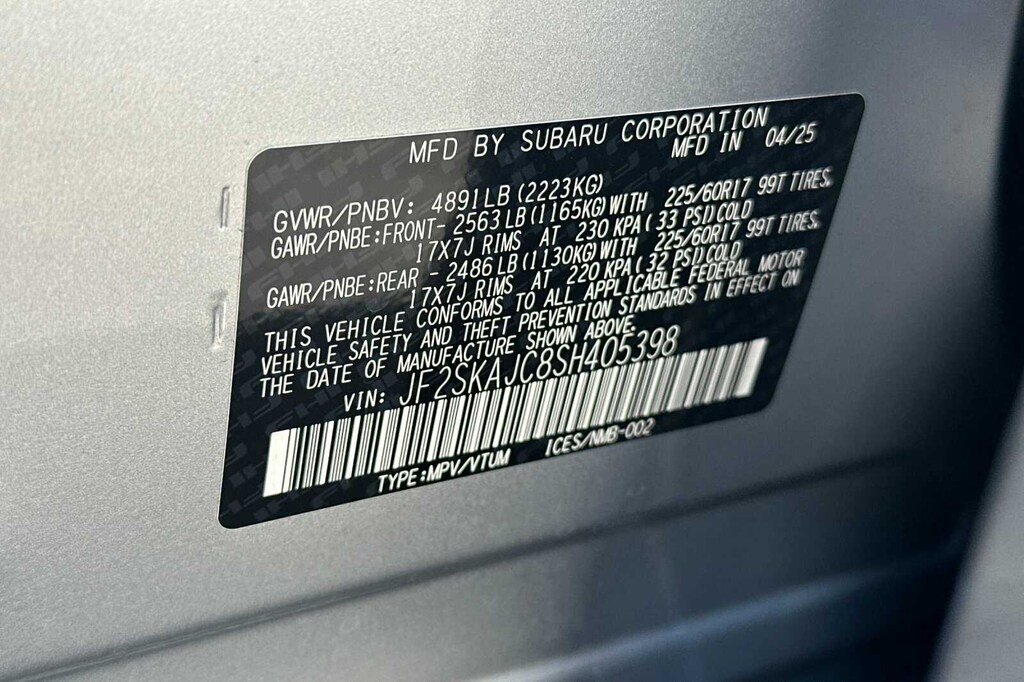 MFD BY SUBARU CORPORATION
MFD IN 04/25
GVWR/PNBV: 4891LB (2223KG)
GAWR/PNBE:FRONT- 2563LB(1165KG)WITH 225/60R17 99T TIRES.
17X7J RIMS AT 230 KPA( 33 PSI)COLD
GAWR/PNBE:REAR - 2486LB(1130KG)WITH 225/60R17 99T TIRES.
17X7J RIMS AT 220 KPA(32 PSI)COLD
THIS VEHICLE CONFORMS TO ALL APPLICABLE FEDERAL MOTOR
VEHICLE SAFETY AND THEFT PREVENTION STANDARDS IN EFFECT ON
THE DATE OF MANUFACTURE SHOWN ABOVE.
VIN: JF2SKAJC8SH405398
TYPE:MPV/VTUM ICES/NMB-002